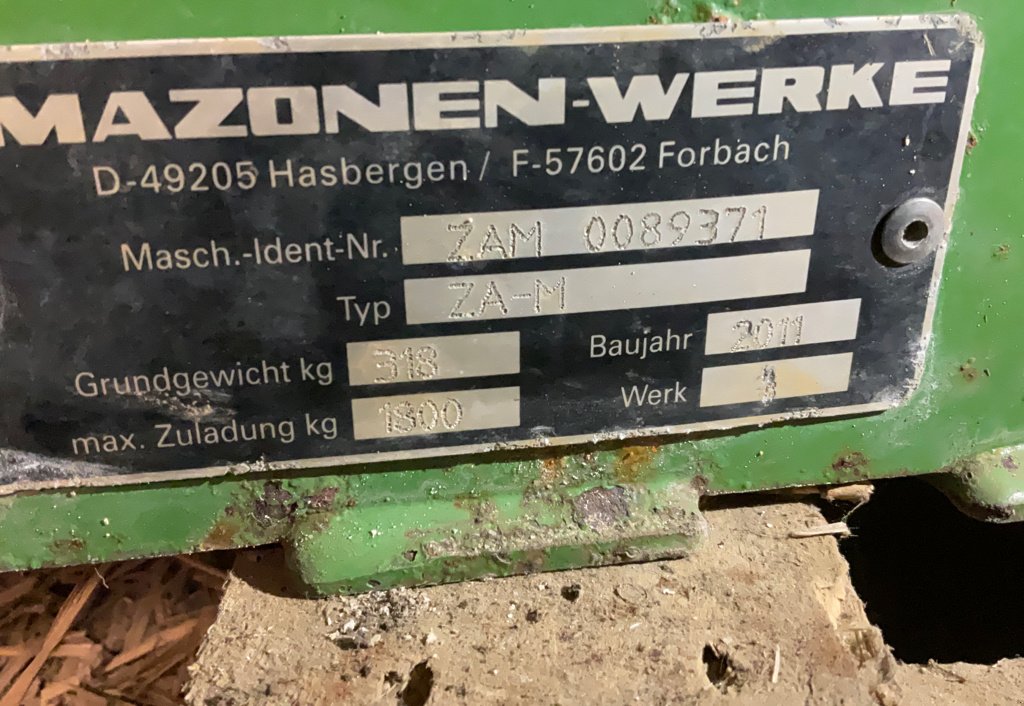 MAZONEN-WERKE
D-49205 Hasbergen / F-57602 Forbach
Masch.-Ident-Nr. ZAM 0089371
Typ ZA-M
Grundgewicht kg 318 Baujahr 2011
max. Zuladung kg 1800 Werk 1